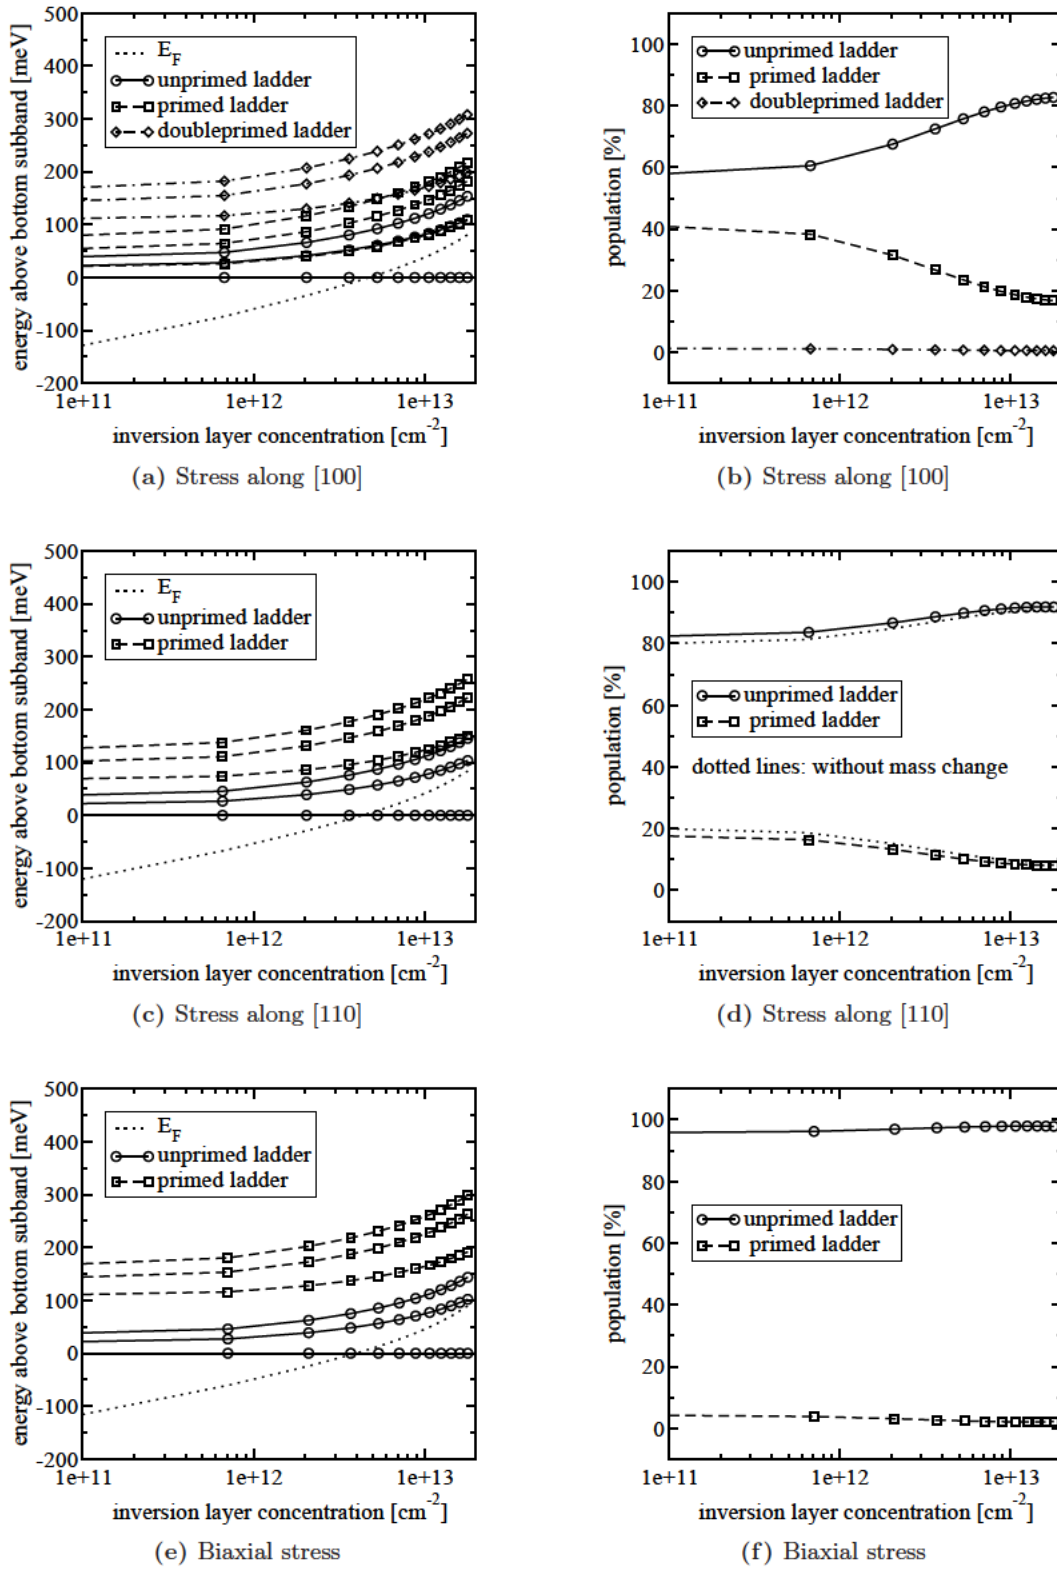 energy above bottom subband [meV]
500
400
300
200
100
0
-100
-200
E_F
unprimed ladder
primed ladder
doubleprimed ladder
1e+11 1e+12 1e+13
inversion layer concentration [cm⁻²]
(a) Stress along [100]
population [%]
100
80
60
40
20
0
unprimed ladder
primed ladder
doubleprimed ladder
1e+11 1e+12 1e+13
inversion layer concentration [cm⁻²]
(b) Stress along [100]
energy above bottom subband [meV]
500
400
300
200
100
0
-100
-200
E_F
unprimed ladder
primed ladder
1e+11 1e+12 1e+13
inversion layer concentration [cm⁻²]
(c) Stress along [110]
population [%]
100
80
60
40
20
0
unprimed ladder
primed ladder
dotted lines: without mass change
1e+11 1e+12 1e+13
inversion layer concentration [cm⁻²]
(d) Stress along [110]
energy above bottom subband [meV]
500
400
300
200
100
0
-100
-200
E_F
unprimed ladder
primed ladder
1e+11 1e+12 1e+13
inversion layer concentration [cm⁻²]
(e) Biaxial stress
population [%]
100
80
60
40
20
0
unprimed ladder
primed ladder
1e+11 1e+12 1e+13
inversion layer concentration [cm⁻²]
(f) Biaxial stress